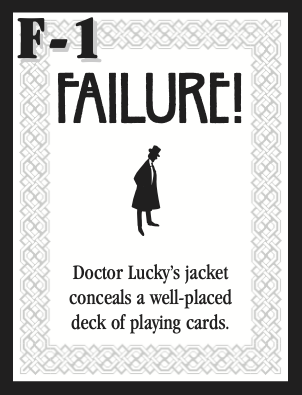 F-1
FAILURE!
Doctor Lucky's jacket
conceals a well-placed
deck of playing cards.